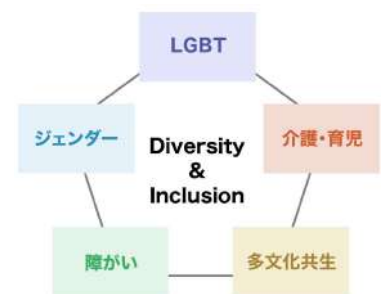 LGBT
ジェンダー
介護・育児
Diversity
&
Inclusion
障がい
多文化共生